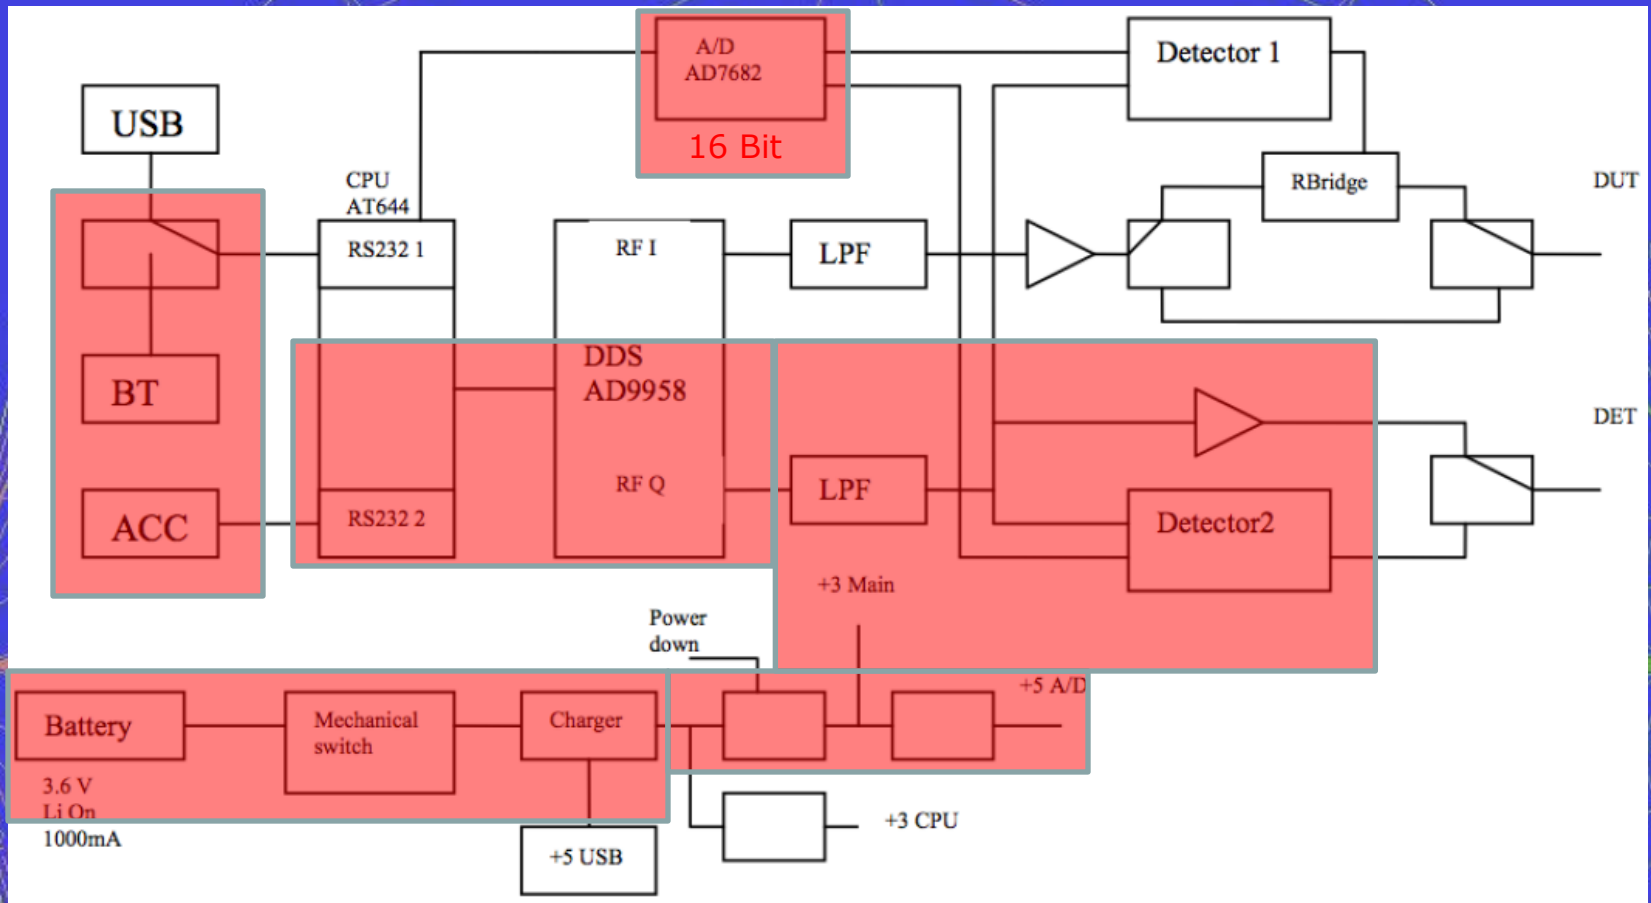 A/D
AD7682
16 Bit
Detector 1
USB
CPU
AT644
RBridge
DUT
RS232 1
RF I
LPF
BT
DDS
AD9958
DET
ACC
RS232 2
RF Q
LPF
Detector2
+3 Main
Power
down
+5 A/D
Battery
Mechanical
switch
Charger
3.6 V
Li On
1000mA
+5 USB
+3 CPU